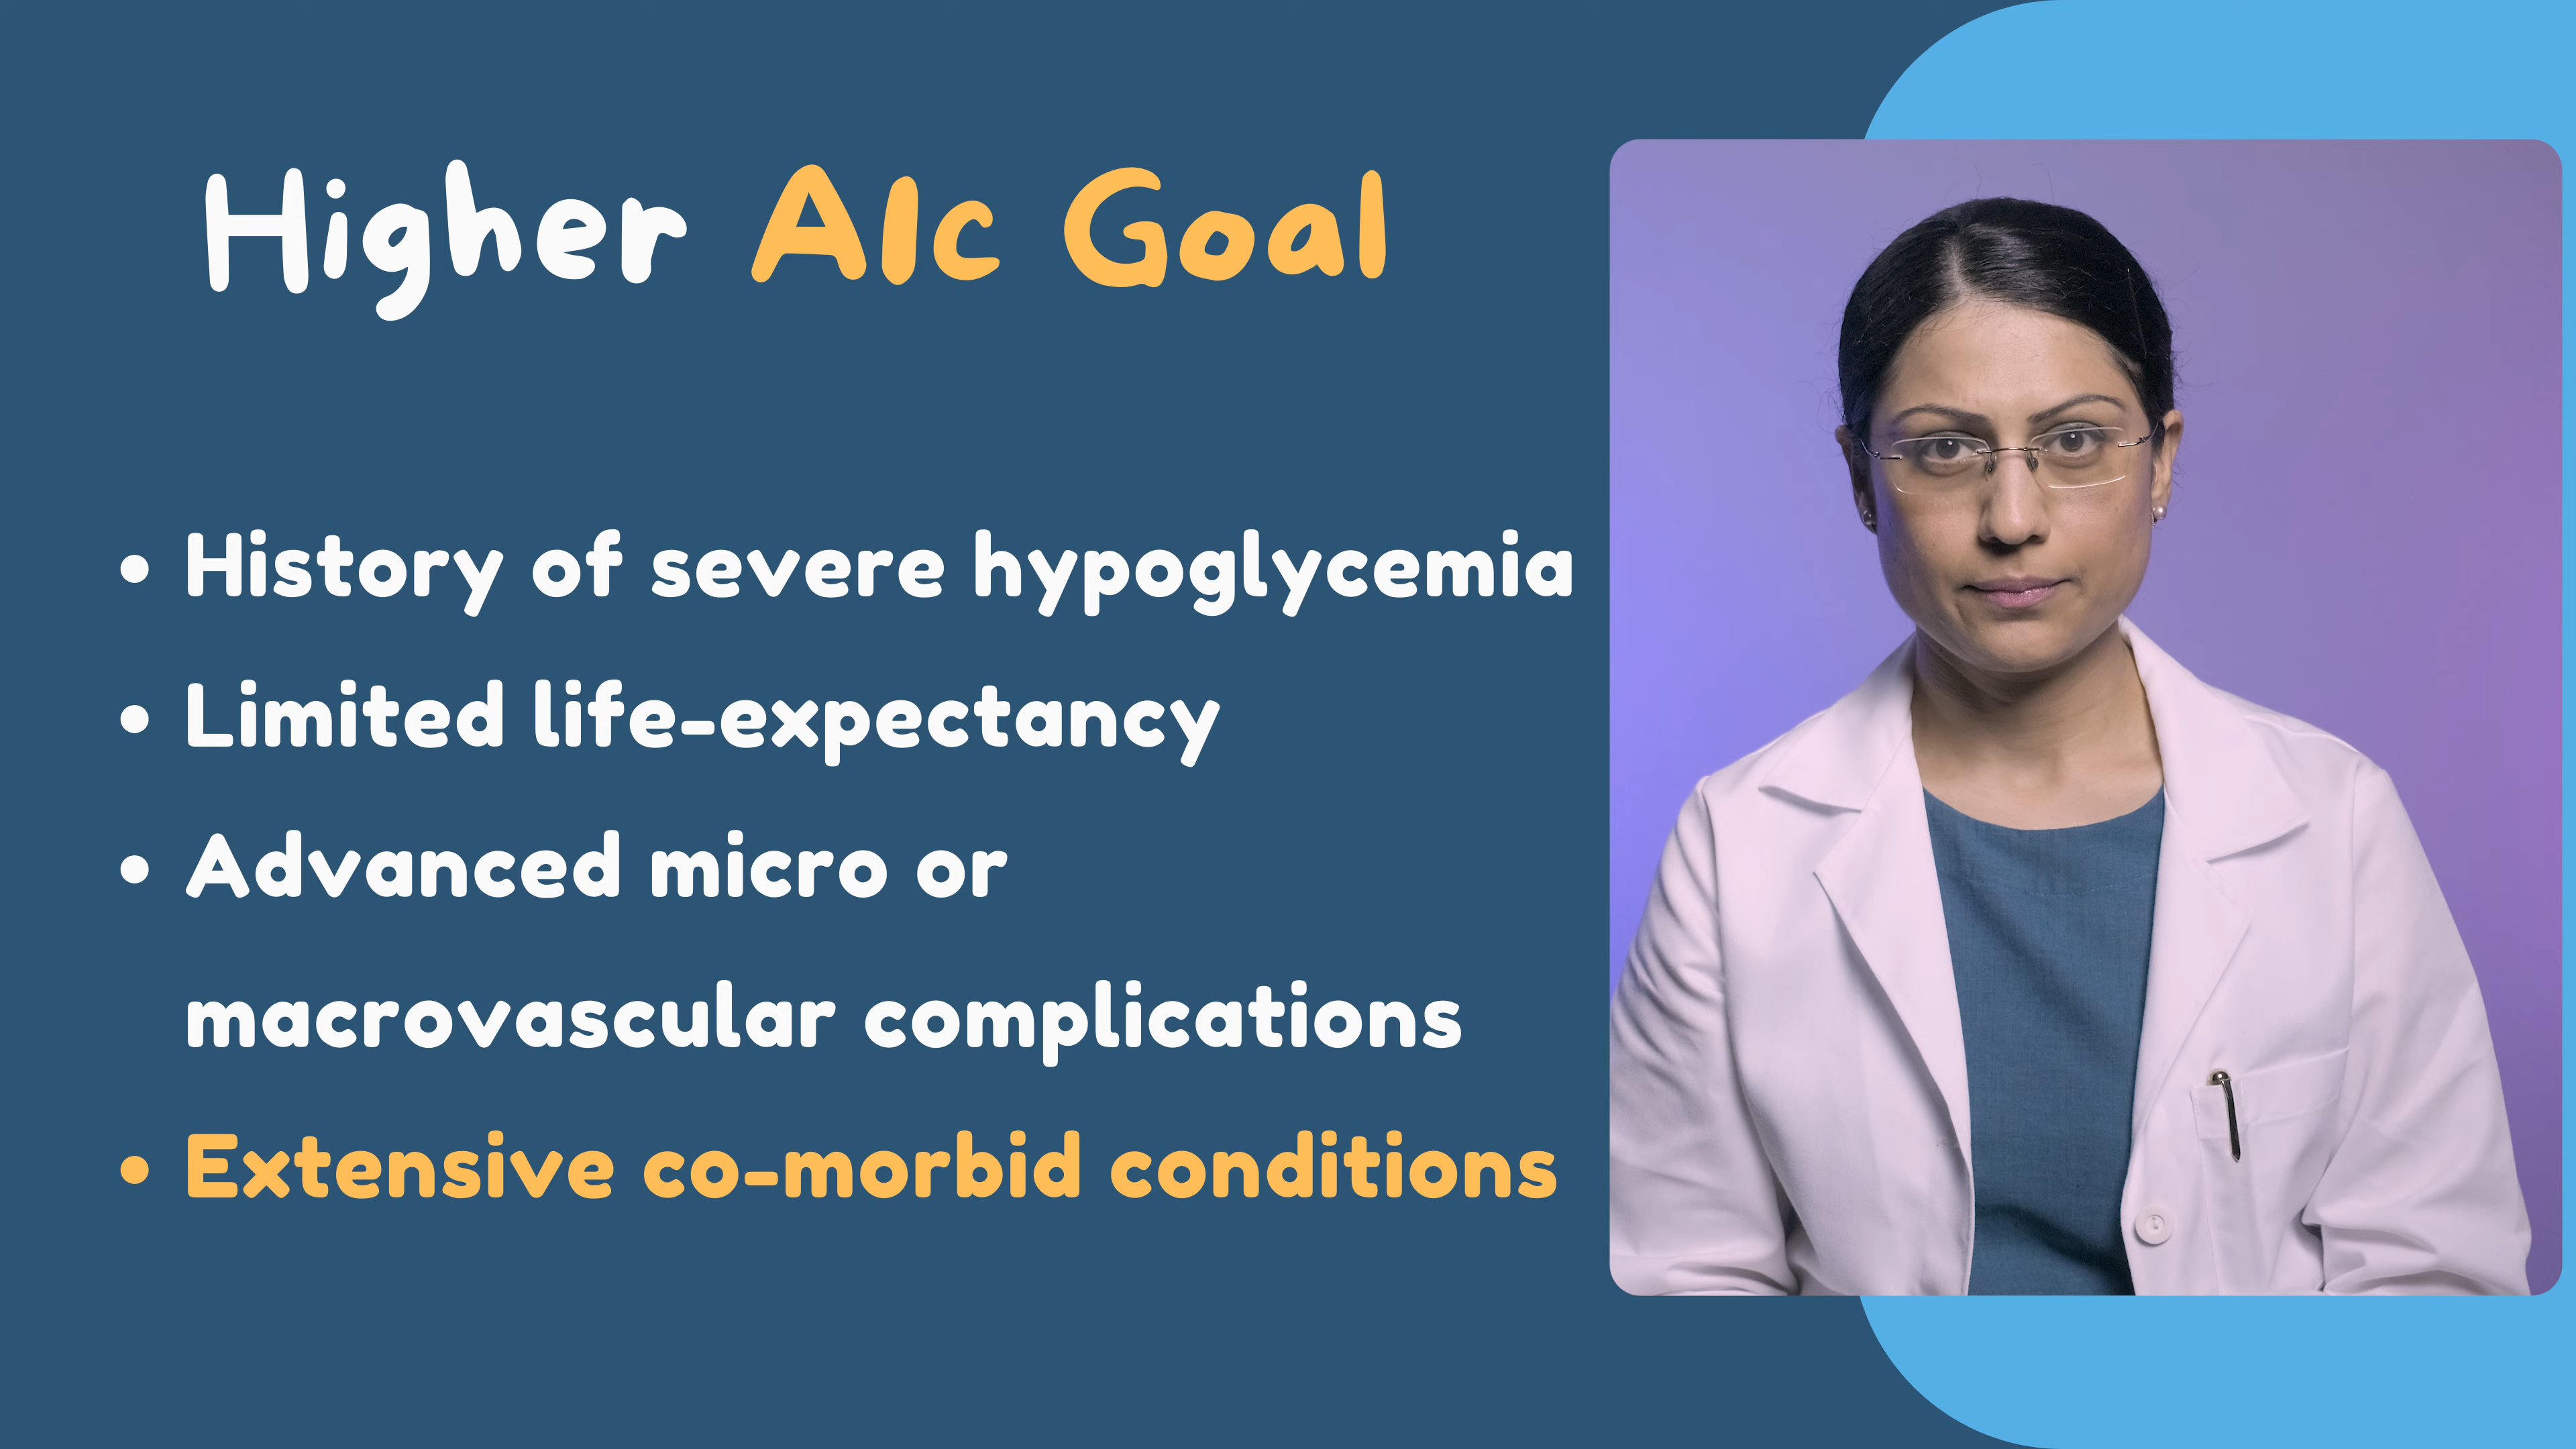 Higher A1c Goal
• History of severe hypoglycemia
• Limited life-expectancy
• Advanced micro or
macrovascular complications
• Extensive co-morbid conditions